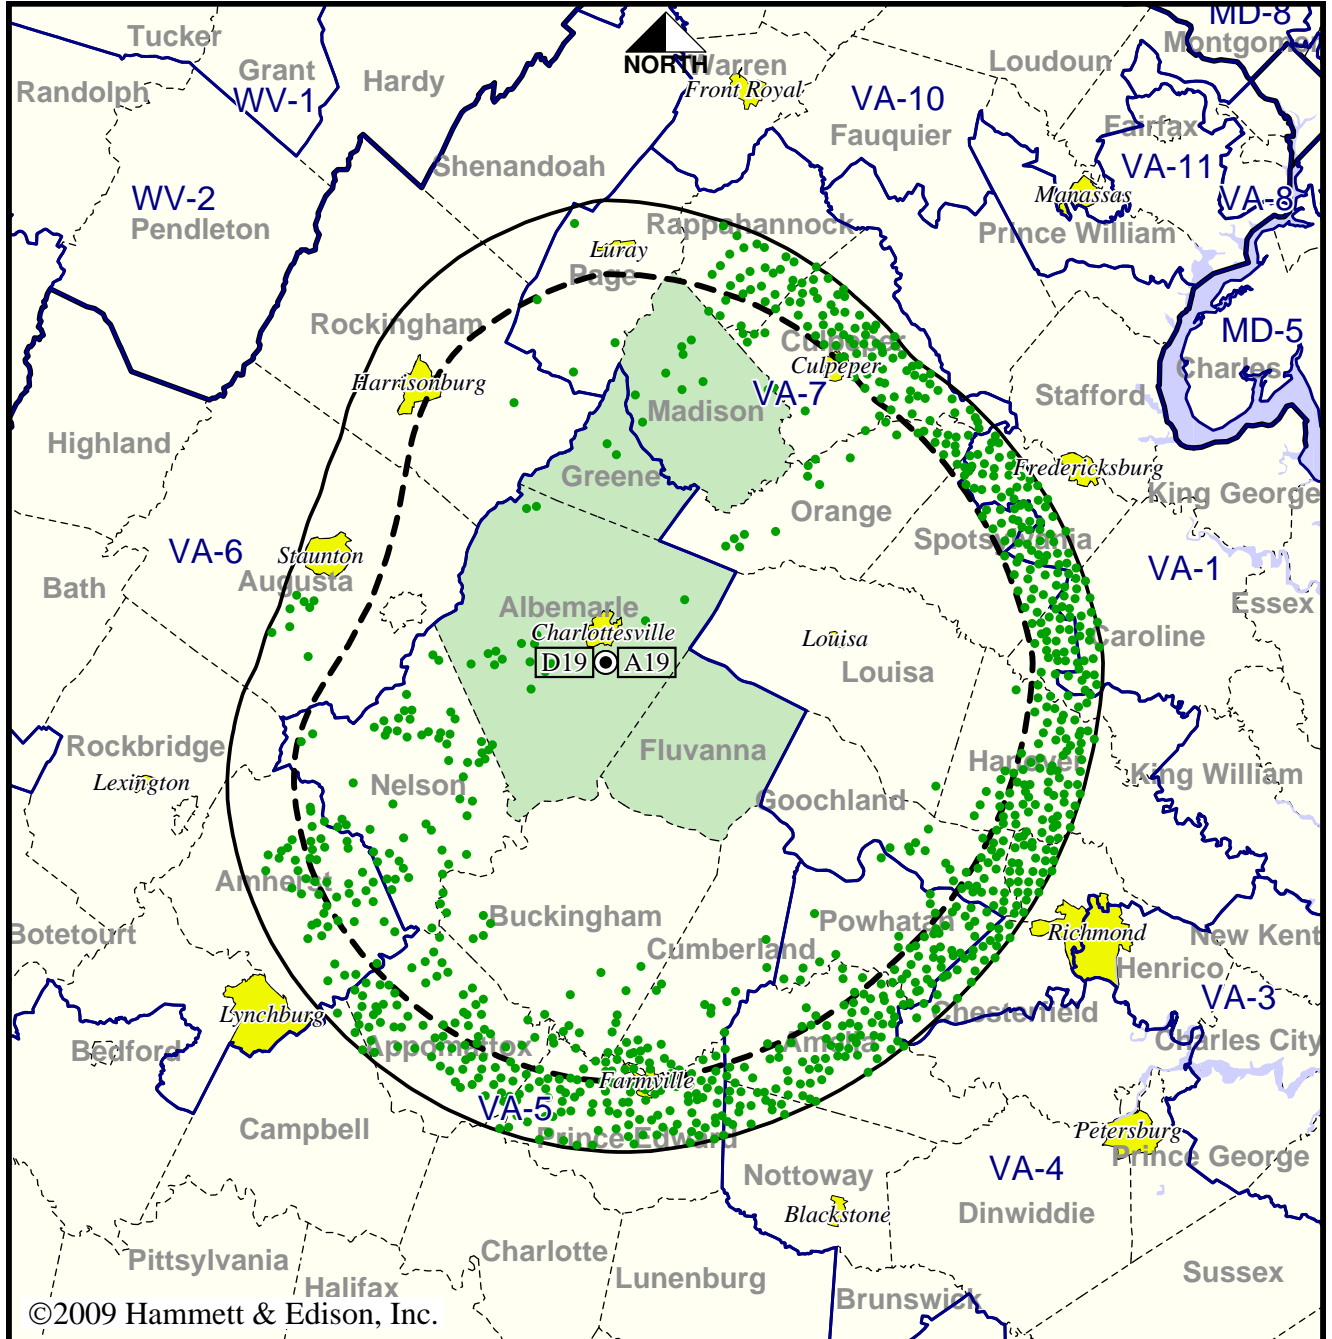 MD-8
Tucker
Montgomer
Grant
Loudoun
NORTH
Warren
Hardy
Randolph
WV-1
Front Royal
VA-10
Fairfax
Fauquier
Shenandoah
VA-11
WV-2
Manassas
VA-8
Pendleton
Rappahannock
Prince William
Luray
Page
Rockingham
MD-5
Culpeper
Charles
Culpeper
Harrisonburg
VA-7
Stafford
Madison
Highland
Fredericksburg
Greene
King George
Orange
Spotsylvania
VA-6
Staunton
VA-1
Augusta
Bath
Essex
Albemarle
Charlottesville
Louisa
Caroline
D19
A19
Louisa
Rockbridge
Fluvanna
Hanover
Lexington
Nelson
King William
Goochland
Amherst
Buckingham
Powhatan
Botetourt
Richmond
New Kent
Cumberland
Henrico
VA-3
Lynchburg
Chesterfield
Bedford
Appomattox
Amelia
Charles City
Farmville
VA-5
Campbell
Prince Edward
Petersburg
Prince George
Nottoway
VA-4
Blackstone
Dinwiddie
Pittsylvania
Charlotte
Sussex
Halifax
Lunenburg
Brunswick
©2009 Hammett & Edison, Inc.